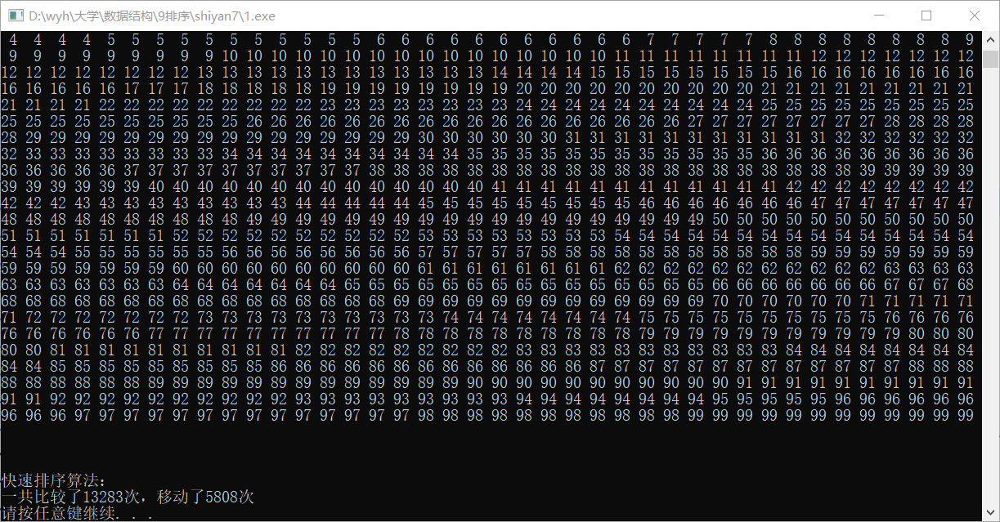 D:\wyh\大学\数据结构\9排序\shiyan7\1.exe
4 4 4 4 5 5 5 5 5 5 5 5 5 5 5 6 6 6 6 6 6 6 6 6 6 6 7 7 7 7 7 8 8 8 8 8 8 8 8 9
9 9 9 9 9 9 9 9 9 10 10 10 10 10 10 10 10 10 10 10 10 10 10 10 10 11 11 11 11 11 11 11 11 12 12 12 12 12 12 12
12 12 12 12 12 12 12 12 13 13 13 13 13 13 13 13 13 13 13 13 14 14 14 14 15 15 15 15 15 15 15 15 16 16 16 16 16 16 16 16
16 16 16 16 16 17 17 17 18 18 18 18 18 19 19 19 19 19 19 19 19 20 20 20 20 20 20 20 20 20 20 21 21 21 21 21 21 21 21 21
21 21 21 21 22 22 22 22 22 22 22 22 22 23 23 23 23 23 23 23 23 24 24 24 24 24 24 24 24 24 24 25 25 25 25 25 25 25 25 25
25 25 25 25 25 25 25 25 25 25 26 26 26 26 26 26 26 26 26 26 26 26 26 26 26 26 26 26 27 27 27 27 27 27 27 27 28 28 28 28
28 29 29 29 29 29 29 29 29 29 29 29 29 29 29 29 29 30 30 30 30 30 30 31 31 31 31 31 31 31 31 31 31 31 32 32 32 32 32 32
32 33 33 33 33 33 33 33 33 34 34 34 34 34 34 34 34 34 34 35 35 35 35 35 35 35 35 35 35 35 35 36 36 36 36 36 36 36 36 36
36 36 36 36 36 37 37 37 37 37 37 37 37 37 37 38 38 38 38 38 38 38 38 38 38 38 38 38 38 38 38 38 38 38 38 39 39 39 39 39
39 39 39 39 39 39 40 40 40 40 40 40 40 40 40 40 40 40 40 40 41 41 41 41 41 41 41 41 41 41 41 41 42 42 42 42 42 42 42 42
42 42 42 43 43 43 43 43 43 43 43 43 44 44 44 44 44 45 45 45 45 45 45 45 45 45 46 46 46 46 46 46 46 47 47 47 47 47 47 47
48 48 48 48 48 48 48 48 48 48 49 49 49 49 49 49 49 49 49 49 49 49 49 49 49 49 49 49 49 50 50 50 50 50 50 50 50 50 50 50
51 51 51 51 51 51 51 52 52 52 52 52 52 52 52 52 52 53 53 53 53 53 53 53 53 54 54 54 54 54 54 54 54 54 54 54 54 54 54 54
54 54 54 55 55 55 55 55 55 56 56 56 56 56 56 56 56 57 57 57 57 57 58 58 58 58 58 58 58 58 58 58 58 59 59 59 59 59 59 59
59 59 59 59 59 59 59 60 60 60 60 60 60 60 60 60 60 61 61 61 61 61 61 61 61 62 62 62 62 62 62 62 62 62 62 62 63 63 63 63
63 63 63 63 63 63 63 64 64 64 64 64 64 64 65 65 65 65 65 65 65 65 65 65 65 65 65 65 65 66 66 66 66 66 66 66 67 67 67 68
68 68 68 68 68 68 68 68 68 68 68 68 68 68 68 68 69 69 69 69 69 69 69 69 69 69 69 69 69 70 70 70 70 70 70 71 71 71 71 71
71 72 72 72 72 72 72 72 73 73 73 73 73 73 73 73 73 73 74 74 74 74 74 74 74 74 75 75 75 75 75 75 75 75 75 75 76 76 76 76
76 76 76 76 76 76 77 77 77 77 77 77 77 77 77 77 78 78 78 78 78 78 78 78 78 78 79 79 79 79 79 79 79 79 79 79 79 80 80 80
80 80 81 81 81 81 81 81 81 81 81 81 82 82 82 82 82 82 82 82 82 83 83 83 83 83 83 83 83 83 83 83 84 84 84 84 84 84 84 84
84 84 85 85 85 85 85 85 85 85 85 86 86 86 86 86 86 86 86 86 86 86 86 86 87 87 87 87 87 87 87 87 87 87 87 87 87 88 88 88
88 88 88 88 88 88 89 89 89 89 89 89 89 89 89 89 89 89 89 90 90 90 90 90 90 90 90 90 90 90 91 91 91 91 91 91 91 91 91 91
91 91 92 92 92 92 92 92 92 92 92 92 93 93 93 93 93 93 93 93 93 94 94 94 94 94 94 94 94 95 95 95 95 95 96 96 96 96 96 96
96 96 96 97 97 97 97 97 97 97 97 97 97 97 97 97 97 98 98 98 98 98 98 98 98 98 98 98 99 99 99 99 99 99 99 99 99 99 99 99
快速排序算法:
一共比较了13283次，移动了5808次
请按任意键继续. . .